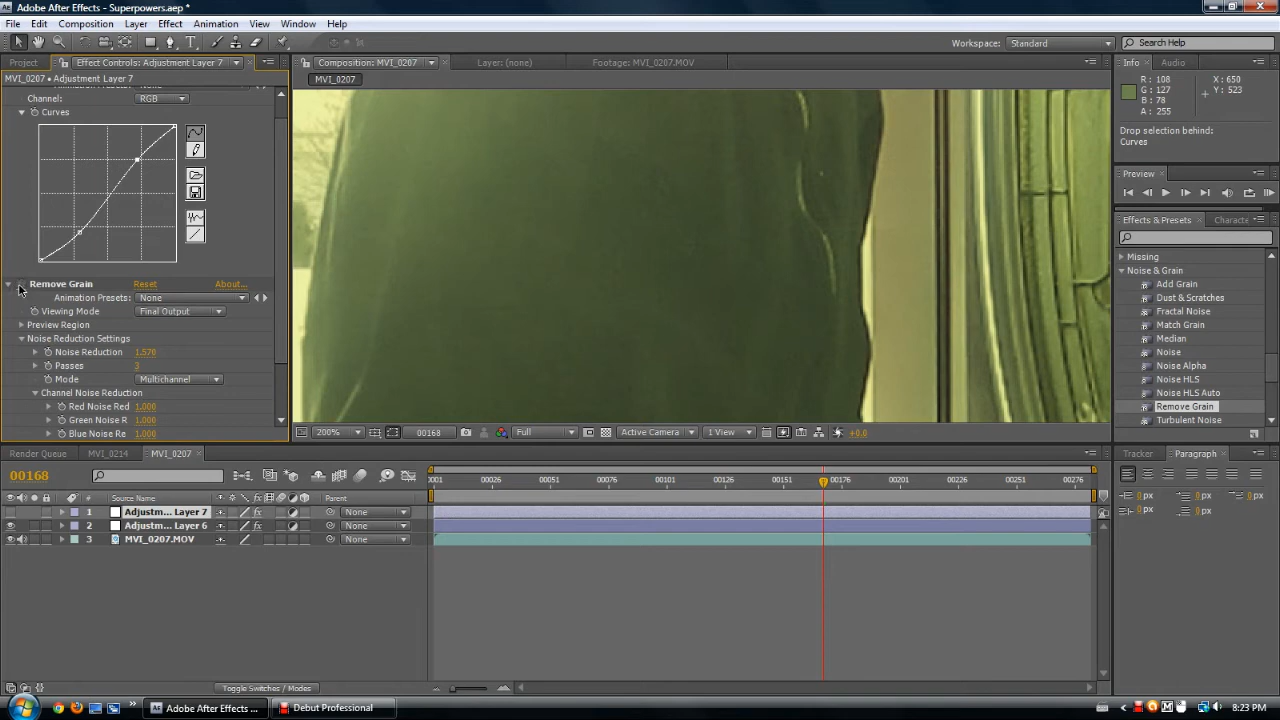 Adobe After Effects - Superpowers.aep *
File Edit Composition Layer Effect Animation View Window Help
Workspace: Standard Search Help
Project Effect Controls: Adjustment Layer 7 Composition: MVI_0207 Layer: (none) Footage: MVI_0207.MOV Info Audio
MVI_0207 • Adjustment Layer 7 MVI_0207
R: 108 X: 650
G: 127 Y: 523
B: 78
A: 255
Drop selection behind:
Curves
Channel: RGB
Curves
Preview
Effects & Presets Characte
Missing
Noise & Grain
Add Grain
Dust & Scratches
Fractal Noise
Match Grain
Median
Noise
Noise Alpha
Noise HLS
Noise HLS Auto
Remove Grain
Turbulent Noise
Remove Grain Reset About...
Animation Presets: None
Viewing Mode Final Output
Preview Region
Noise Reduction Settings
Noise Reduction 1.570
Passes 3
Mode Multichannel
Channel Noise Reduction
Red Noise Red 1.000
Green Noise R 1.000
Blue Noise Re 1.000
200% 00168 Full Active Camera 1 View +0.0
Render Queue MVI_0214 MVI_0207
Tracker Paragraph
00168
0001 00026 00051 00076 00101 00126 00151 00176 00201 00226 00251 00276
# Source Name fx Parent
1 Adjustm... Layer 7 fx None
2 Adjustm... Layer 6 fx None
3 MVI_0207.MOV None
0 px 0 px 0 px
0 px 0 px
Toggle Switches / Modes
Adobe After Effects ... Debut Professional 8:23 PM